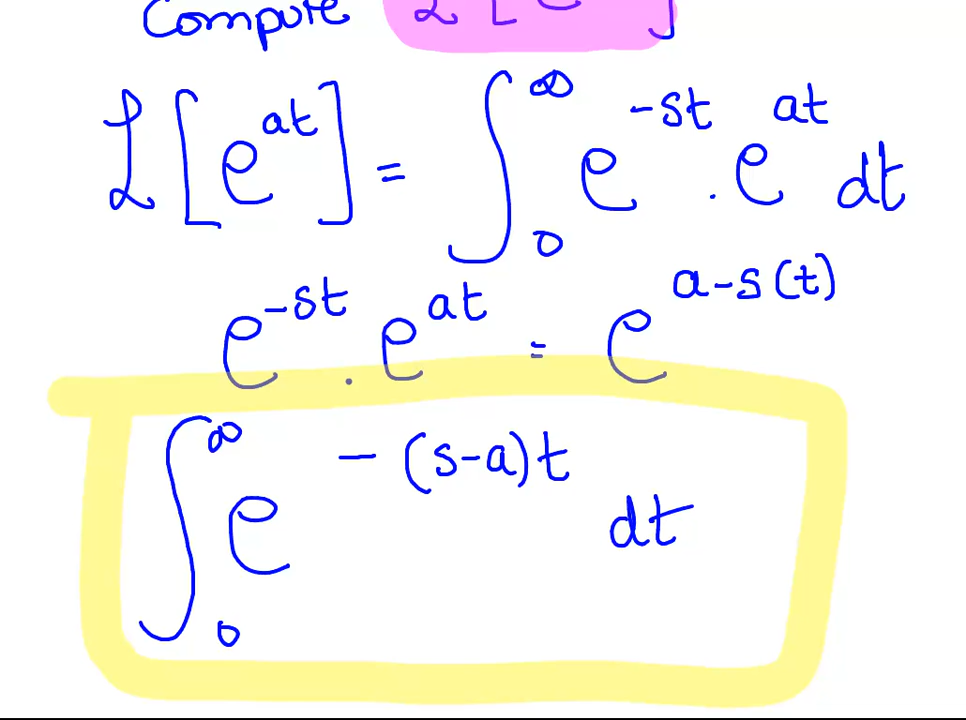 Compute ℒ[e
ℒ[e^{at}] = ∫_0^∞ e^{-st} . e^{at} dt
e^{-st} . e^{at} = e^{a-s(t)}
∫_0^∞ e^{-(s-a)t} dt